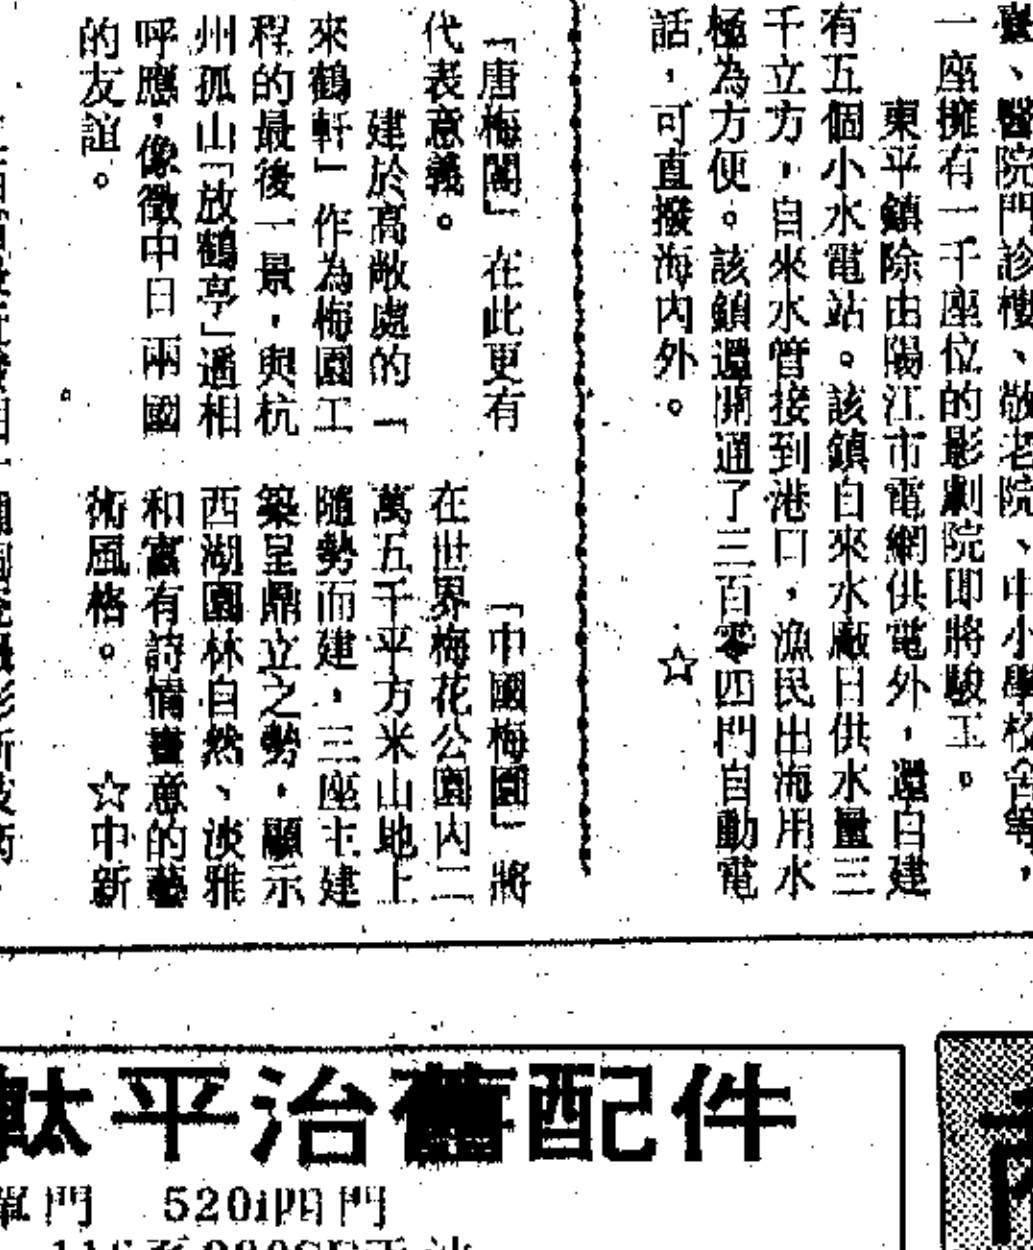 、醫院門診樓、敬老院、中小學校舍等，
一座擁有一千座位的影劇院即將駿工。
東平鎮除由陽江市電網供電外，還自建
有五個小水電站。該鎮自來水廠日供水量三
千立方，自來水管接到港口，漁民出海用水
極為方便。該鎮還開通了三百零四門自動電
話，可直撥海內外。☆
「唐梅閣」在此更有
代表意義。
建於高敞處的「
來鶴軒」作為梅園工
程的最後一景，與杭
州孤山「放鶴亭」遁相
呼應，像徵中日兩國
的友誼。
「中國梅園」將
在世界梅花公園內二
萬五千平方米山地上
隨勢而建，三座主建
築呈鼎立之勢，顯示
西湖園林自然、淡雅
和富有詩情畫意的藝
術風格。☆中新
平治舊配件
單門 520i四門